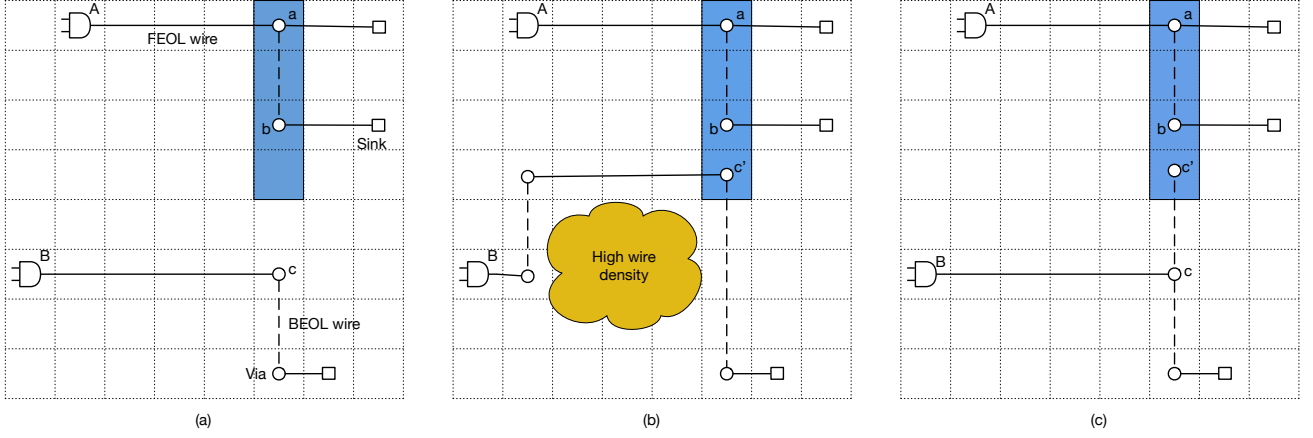 A
a
FEOL wire
b
Sink
B
c
BEOL wire
Via
(a)
A
a
b
c’
B
High wire
density
(b)
A
a
b
c’
B
c
(c)